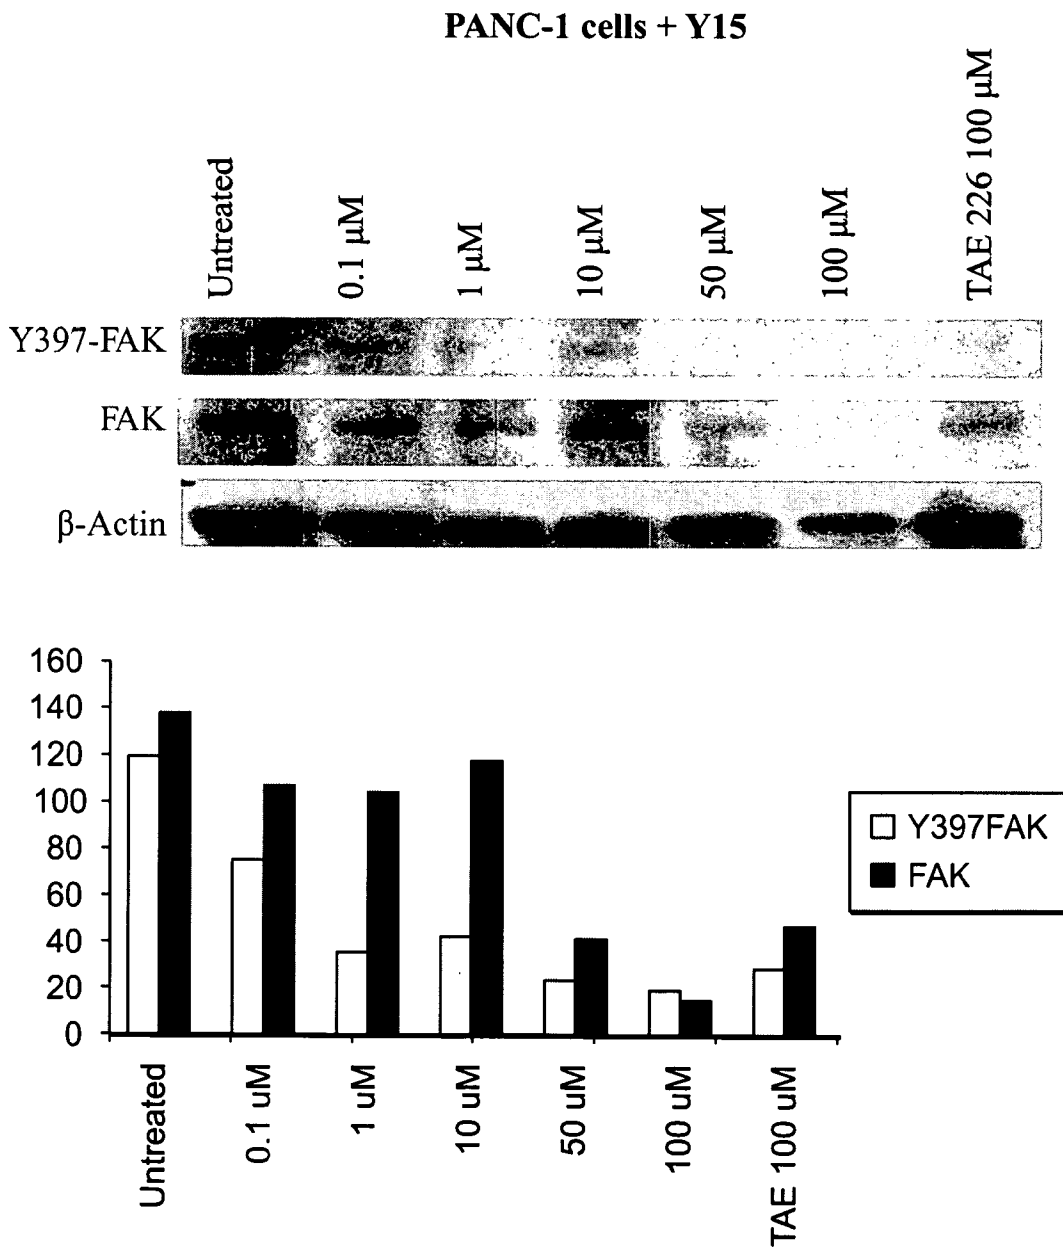 PANC-1 cells + Y15
Untreated
0.1 μM
1 μM
10 μM
50 μM
100 μM
TAE 226 100 μM
Y397-FAK
FAK
β-Actin
160
140
120
100
80
60
40
20
0
Y397FAK
FAK
Untreated
0.1 uM
1 uM
10 uM
50 uM
100 uM
TAE 100 uM